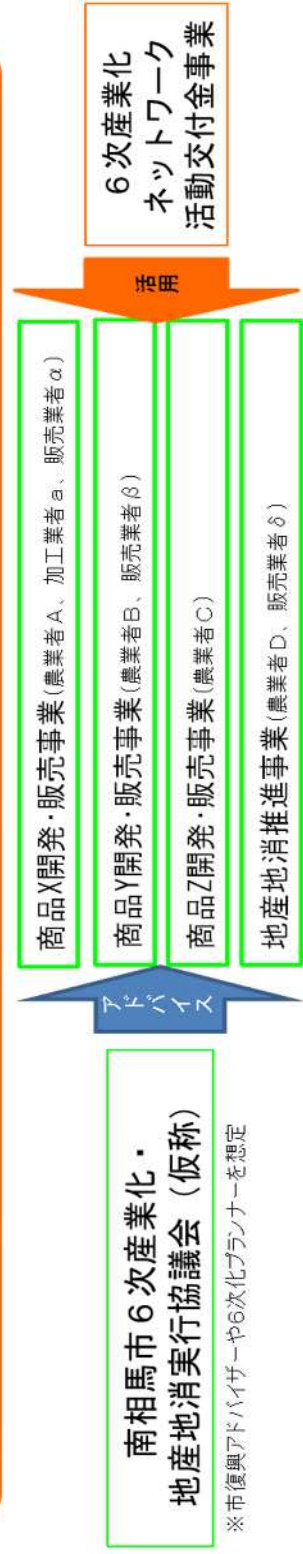 南相馬市6次産業化・
地産地消実行協議会（仮称）
※市復興アドバイザーや6次化プランナーを想定
アドバイス
商品X開発・販売事業(農業者A、加工業者a、販売業者α)
商品Y開発・販売事業(農業者B、販売業者β)
商品Z開発・販売事業(農業者C)
地産地消推進事業(農業者D、販売業者δ)
活用
６次産業化
ネットワーク
活動交付金事業